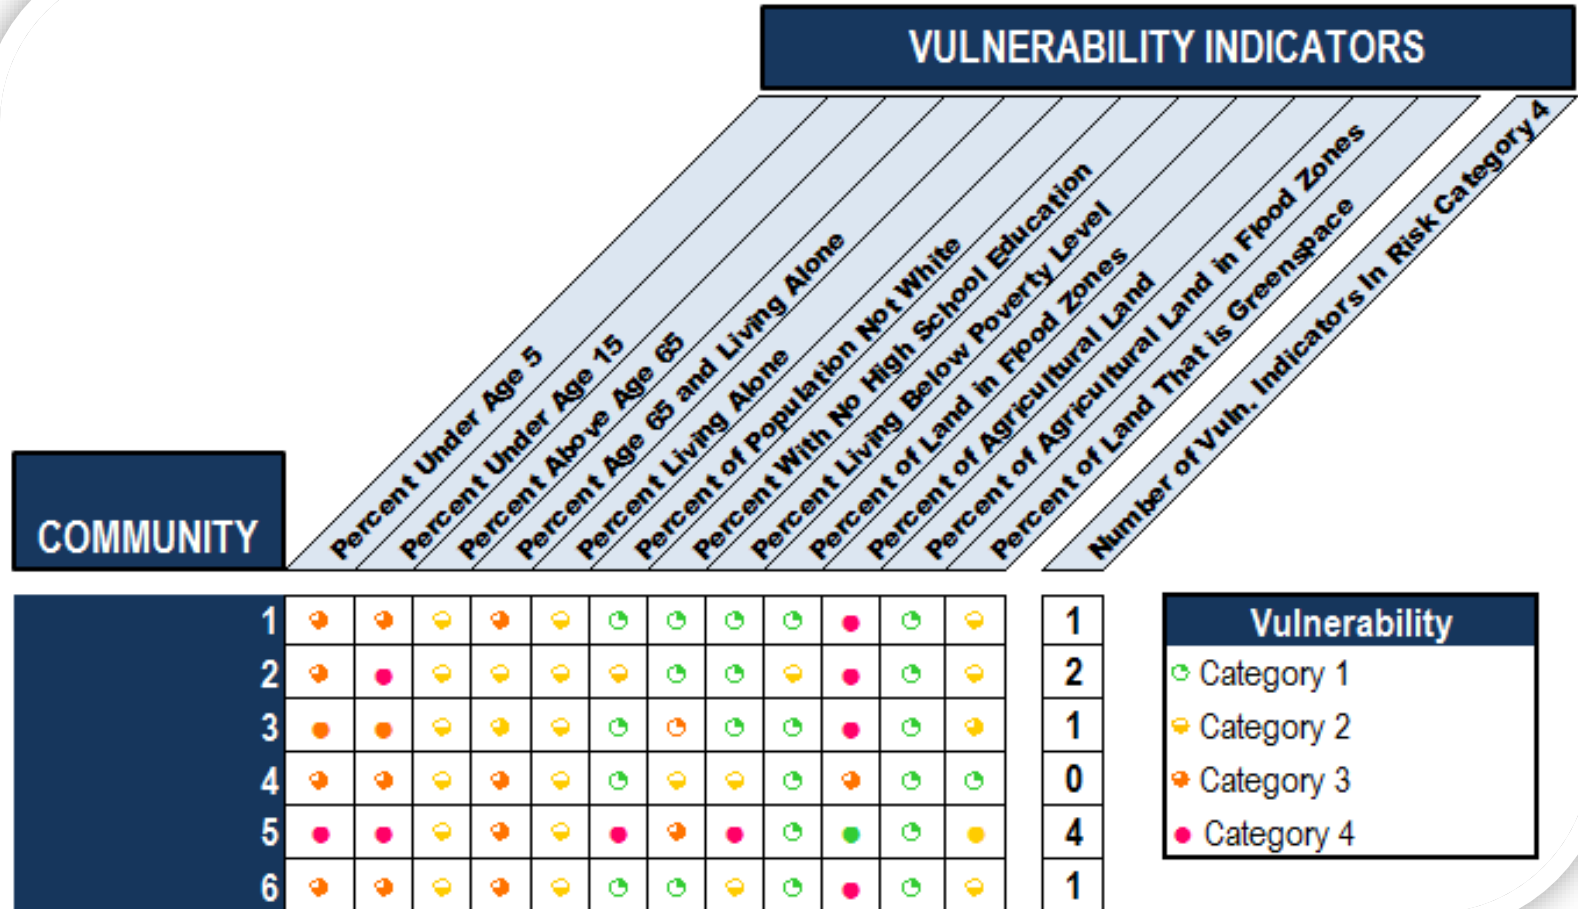 VULNERABILITY INDICATORS
Percent Under Age 5
Percent Under Age 15
Percent Above Age 65
Percent Age 65 and Living Alone
Percent Living Alone
Percent of Population Not White
Percent With No High School Education
Percent Living Below Poverty Level
Percent of Land in Flood Zones
Percent of Agricultural Land
Percent of Agricultural Land in Flood Zones
Percent of Land That is Greenspace
Number of Vuln. Indicators In Risk Category 4
COMMUNITY
1 1
2 2
3 1
4 0
5 4
6 1
Vulnerability
Category 1
Category 2
Category 3
Category 4